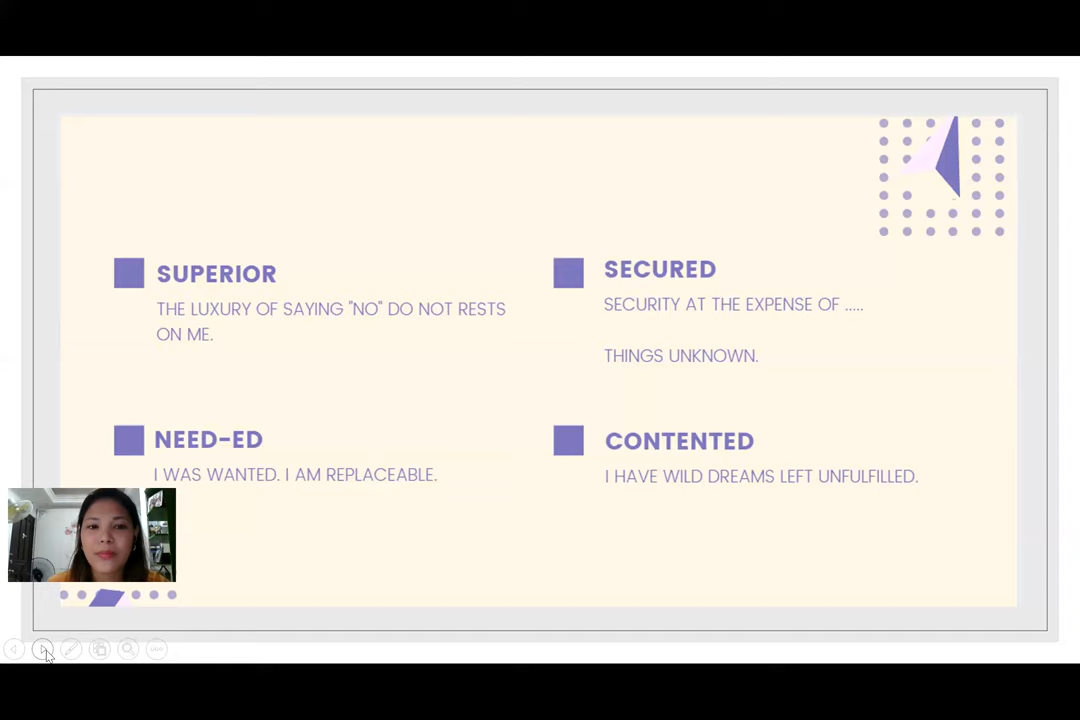 SUPERIOR
THE LUXURY OF SAYING "NO" DO NOT RESTS
ON ME.
SECURED
SECURITY AT THE EXPENSE OF .....
THINGS UNKNOWN.
NEED-ED
I WAS WANTED. I AM REPLACEABLE.
CONTENTED
I HAVE WILD DREAMS LEFT UNFULFILLED.